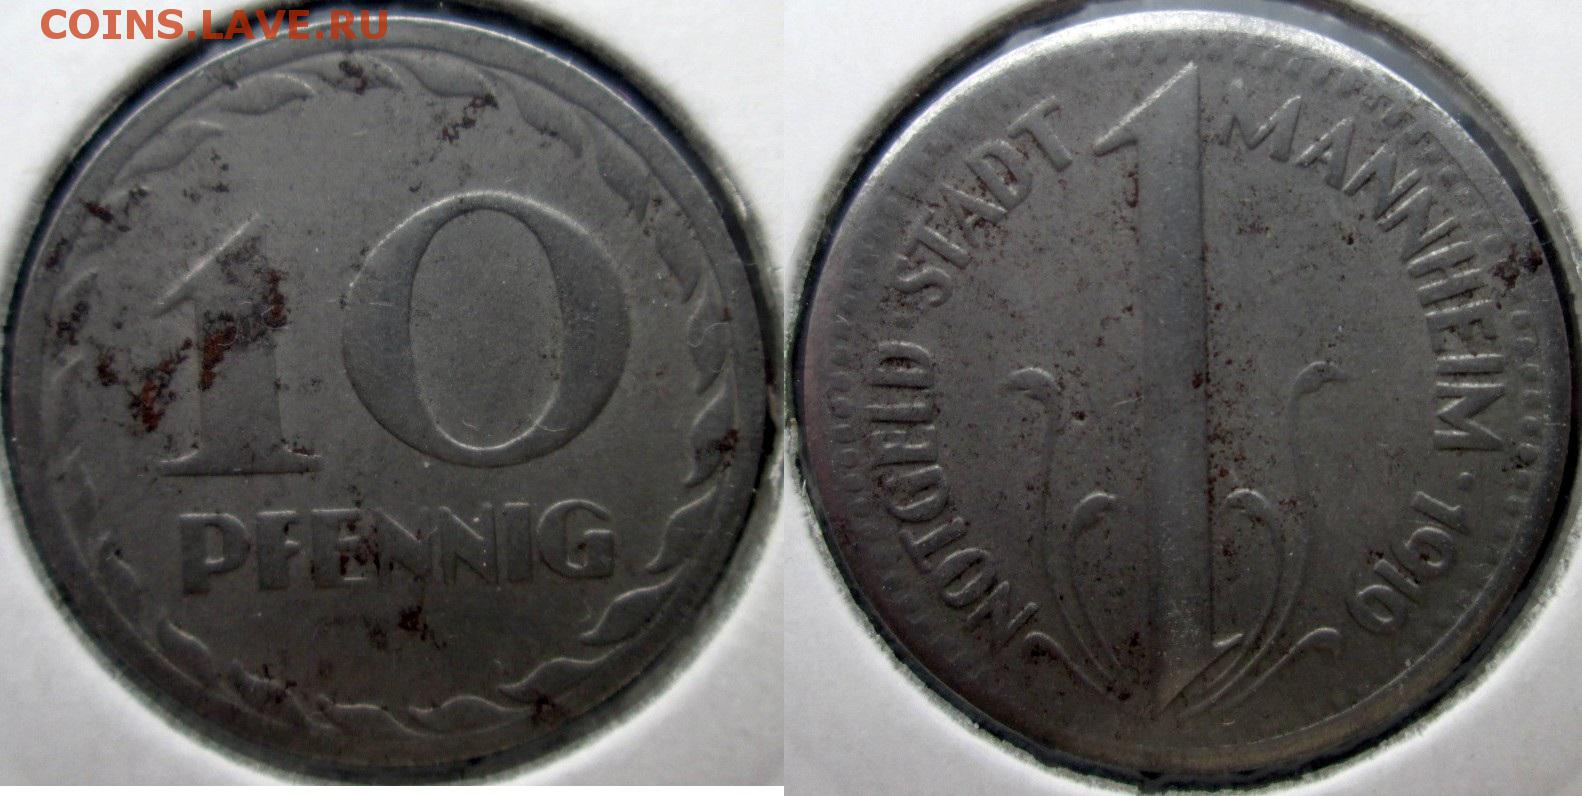 COINS.LAVE.RU
10
PFENNIG
1
NOTGELD STADT MANNHEIM · 1919